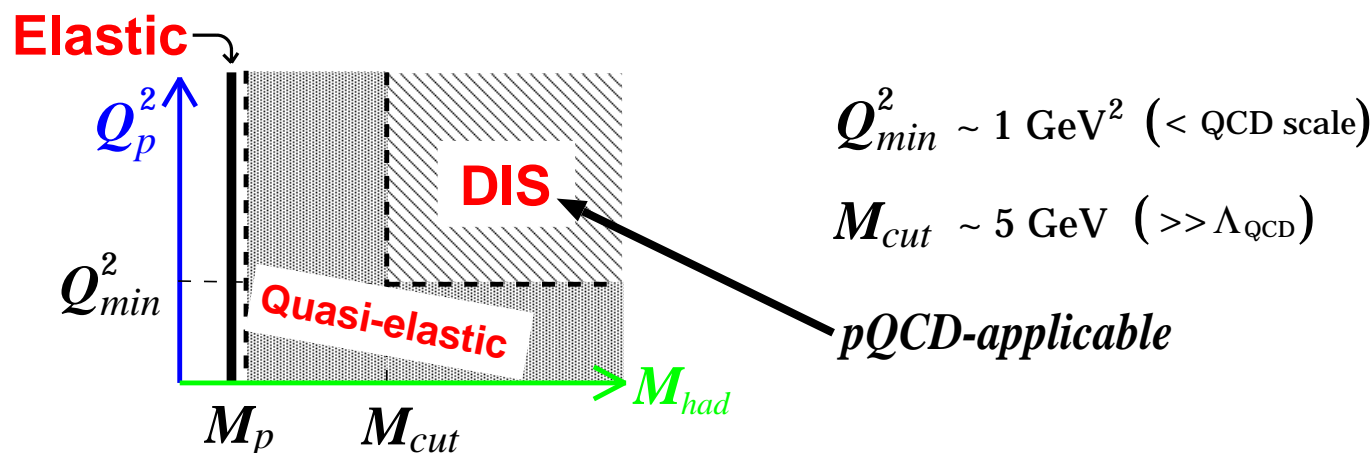 Elastic
Q_p^2
DIS
Q_min^2
Quasi-elastic
M_had
M_p
M_cut
Q_min^2 ~ 1 GeV^2 (< QCD scale)
M_cut ~ 5 GeV ( >> Λ_QCD)
pQCD-applicable